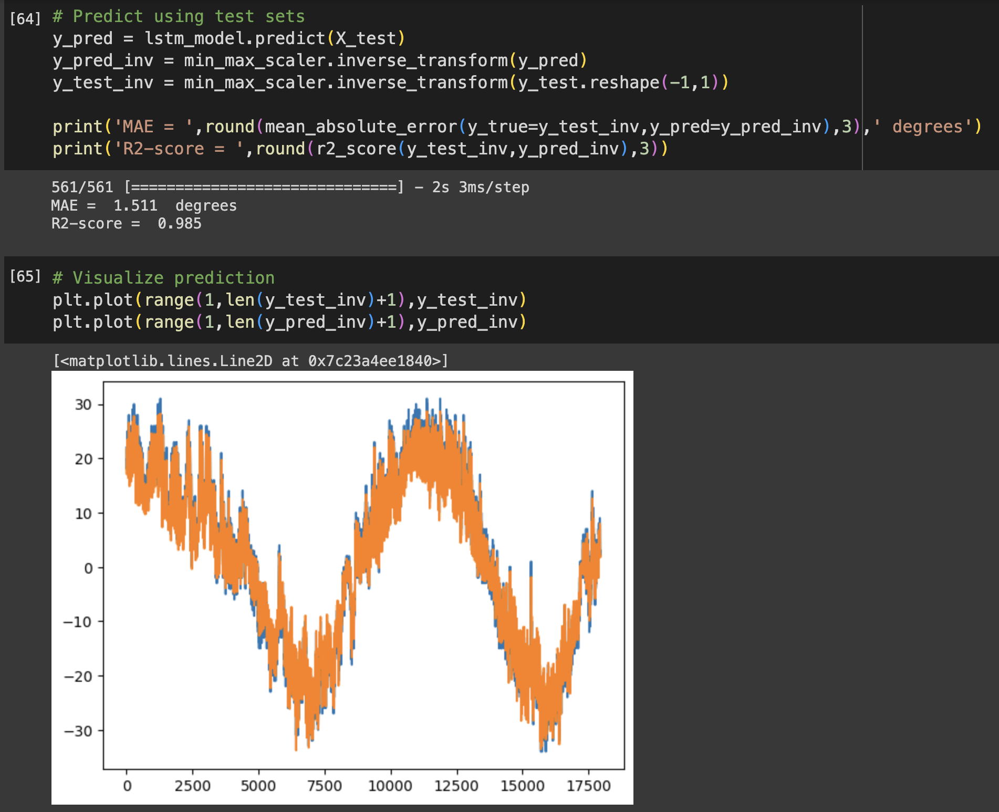 [64] # Predict using test sets
y_pred = lstm_model.predict(X_test)
y_pred_inv = min_max_scaler.inverse_transform(y_pred)
y_test_inv = min_max_scaler.inverse_transform(y_test.reshape(-1,1))
print('MAE = ',round(mean_absolute_error(y_true=y_test_inv,y_pred=y_pred_inv),3),' degrees')
print('R2-score = ',round(r2_score(y_test_inv,y_pred_inv),3))
561/561 [==============================] - 2s 3ms/step
MAE =  1.511  degrees
R2-score =  0.985
[65] # Visualize prediction
plt.plot(range(1,len(y_test_inv)+1),y_test_inv)
plt.plot(range(1,len(y_pred_inv)+1),y_pred_inv)
[<matplotlib.lines.Line2D at 0x7c23a4ee1840>]
30
20
10
0
−10
−20
−30
0 2500 5000 7500 10000 12500 15000 17500